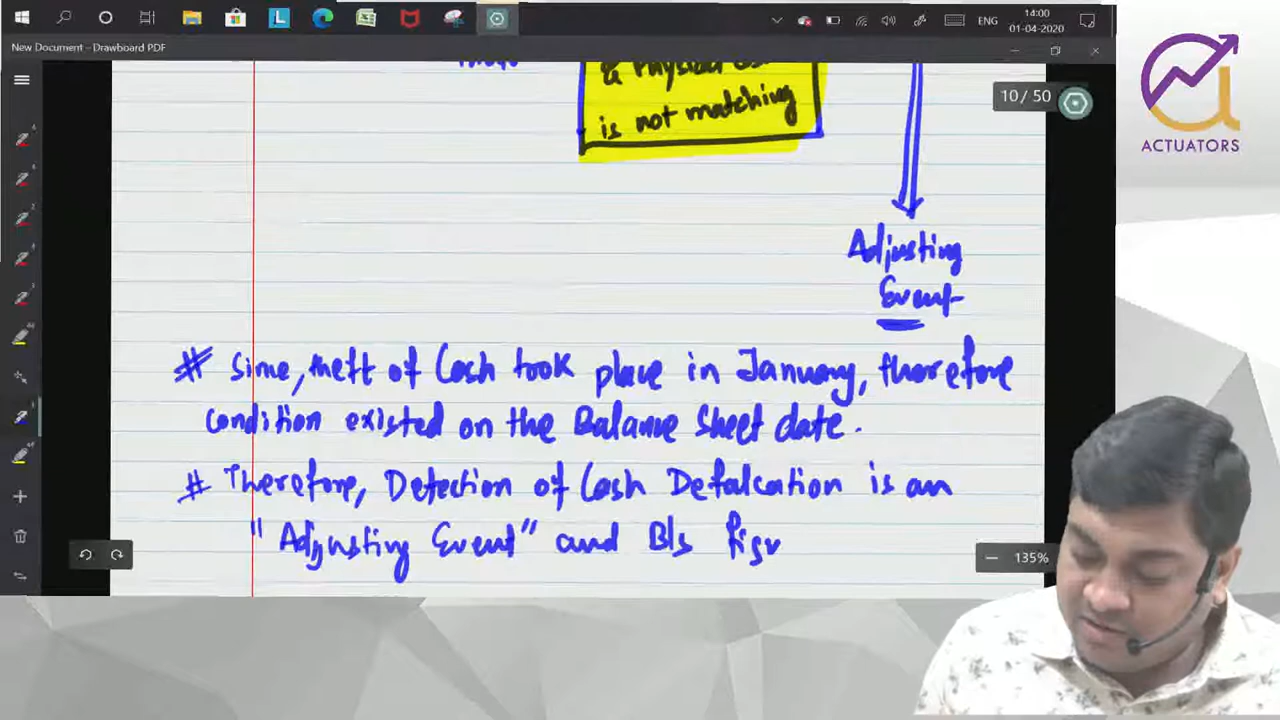 14:00
ENG
01-04-2020
New Document - Drawboard PDF
10 / 50
ACTUATORS
& Physical
is not matching
Adjusting
Event
# Since, theft of Cash took place in January, therefore
condition existed on the Balance Sheet date.
# Therefore, Detection of Cash Defalcation is an
"Adjusting Event" and B/s figu
135%